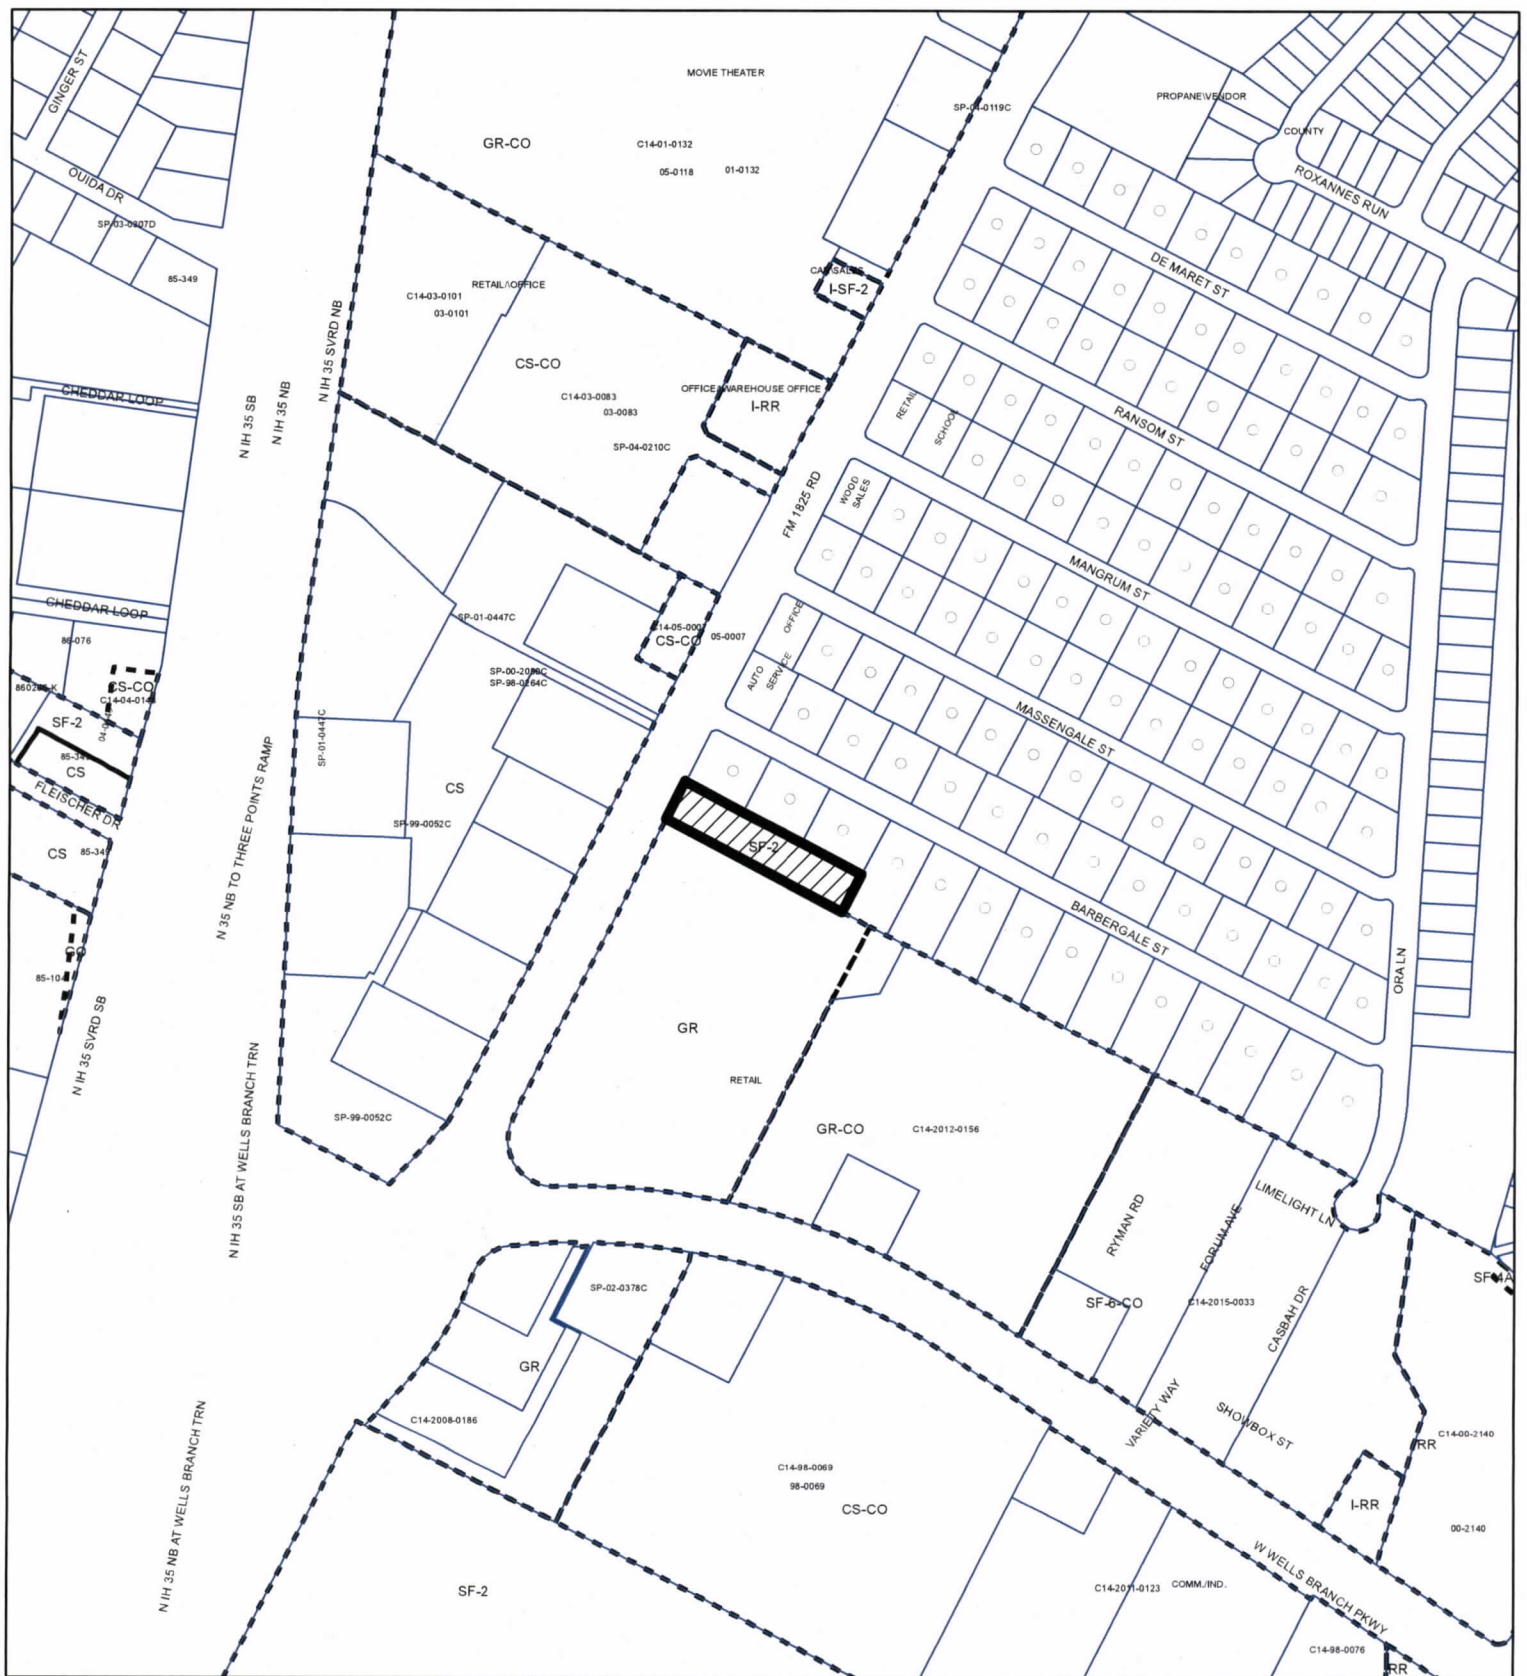 GINGER ST
MOVIE THEATER
SP-04-0119C
PROPANE\VENDOR
COUNTY
GR-CO
C14-01-0132
05-0118
01-0132
ROXANNES RUN
OUIDA DR
SP-03-0207D
85-349
RETAIL\OFFICE
C14-03-0101
03-0101
I-SF-2
DE MARET ST
N IH 35 SVRD NB
CS-CO
OFFICE/WAREHOUSE OFFICE
I-RR
C14-03-0083
03-0083
SP-04-0210C
CHEDDAR LOOP
N IH 35 SB
N IH 35 NB
RETAIL
SCHOOL
RANSOM ST
FM 1825 RD
WOOD
SALES
MANGRUM ST
CHEDDAR LOOP
86-076
SP-01-0447C
CS-CO
05-0007
OFFICE
AUTO
SERVICE
SP-98-0264C
CS-CO
SF-2
CS
FLEISCHER DR
CS
85-349
SP-01-0447C
N 35 NB TO THREE POINTS RAMP
CS
SP-99-0052C
MASSENGALE ST
SF-2
BARBERGALE ST
ORA LN
N IH 35 SVRD SB
GR
RETAIL
N IH 35 SB AT WELLS BRANCH TRN
SP-99-0052C
GR-CO
C14-2012-0156
RYMAN RD
FORUM AVE
LIMELIGHT LN
SF-6-CO
C14-2015-0033
CASBAH DR
SP-02-0378C
GR
C14-2008-0186
VARIETY WAY
SHOWBOX ST
RR
C14-00-2140
I-RR
00-2140
C14-98-0069
98-0069
CS-CO
N IH 35 NB AT WELLS BRANCH TRN
SF-2
W WELLS BRANCH PKWY
C14-2011-0123
COMM./IND.
C14-98-0076
RR